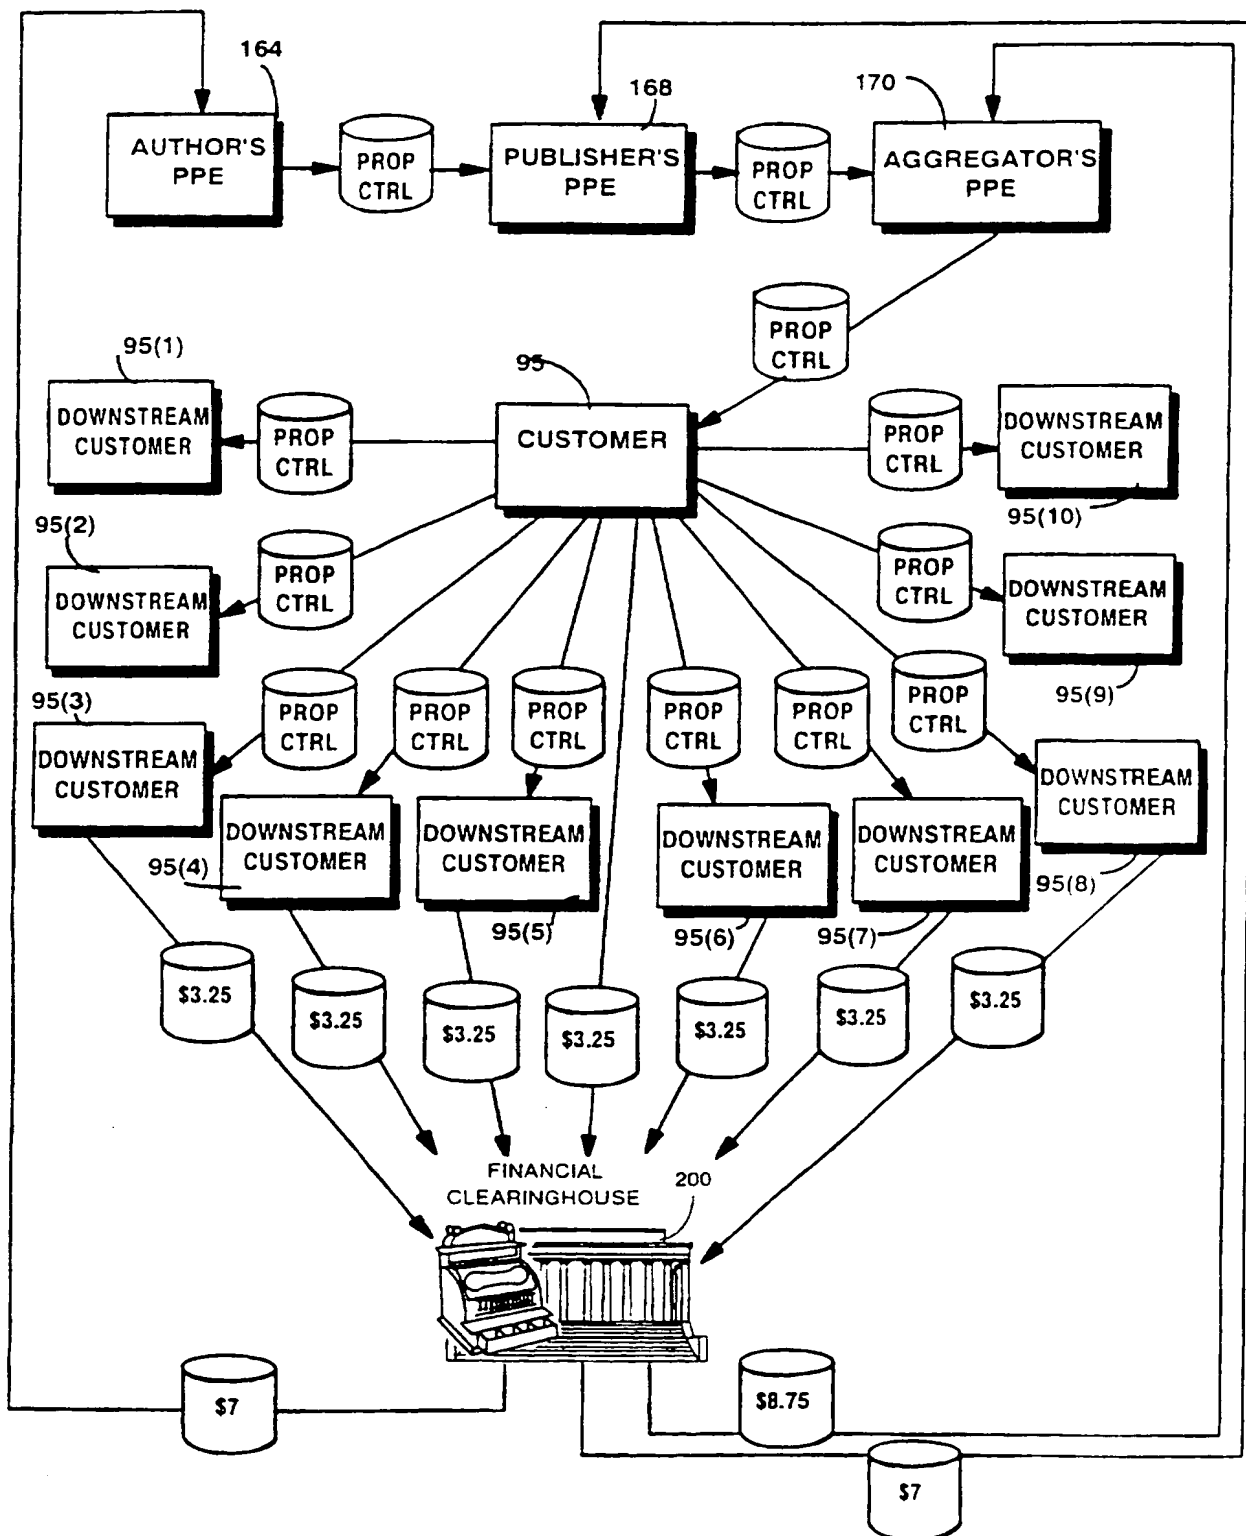 164
168
170
AUTHOR'S
PPE
PROP
CTRL
PUBLISHER'S
PPE
PROP
CTRL
AGGREGATOR'S
PPE
PROP
CTRL
95(1)
95
DOWNSTREAM
CUSTOMER
PROP
CTRL
CUSTOMER
PROP
CTRL
DOWNSTREAM
CUSTOMER
95(10)
95(2)
DOWNSTREAM
CUSTOMER
PROP
CTRL
PROP
CTRL
DOWNSTREAM
CUSTOMER
95(9)
95(3)
DOWNSTREAM
CUSTOMER
PROP
CTRL
PROP
CTRL
PROP
CTRL
PROP
CTRL
PROP
CTRL
PROP
CTRL
DOWNSTREAM
CUSTOMER
95(8)
95(4)
DOWNSTREAM
CUSTOMER
DOWNSTREAM
CUSTOMER
95(5)
DOWNSTREAM
CUSTOMER
95(6)
DOWNSTREAM
CUSTOMER
95(7)
$3.25
$3.25
$3.25
$3.25
$3.25
$3.25
$3.25
FINANCIAL
CLEARINGHOUSE
200
$7
$8.75
$7